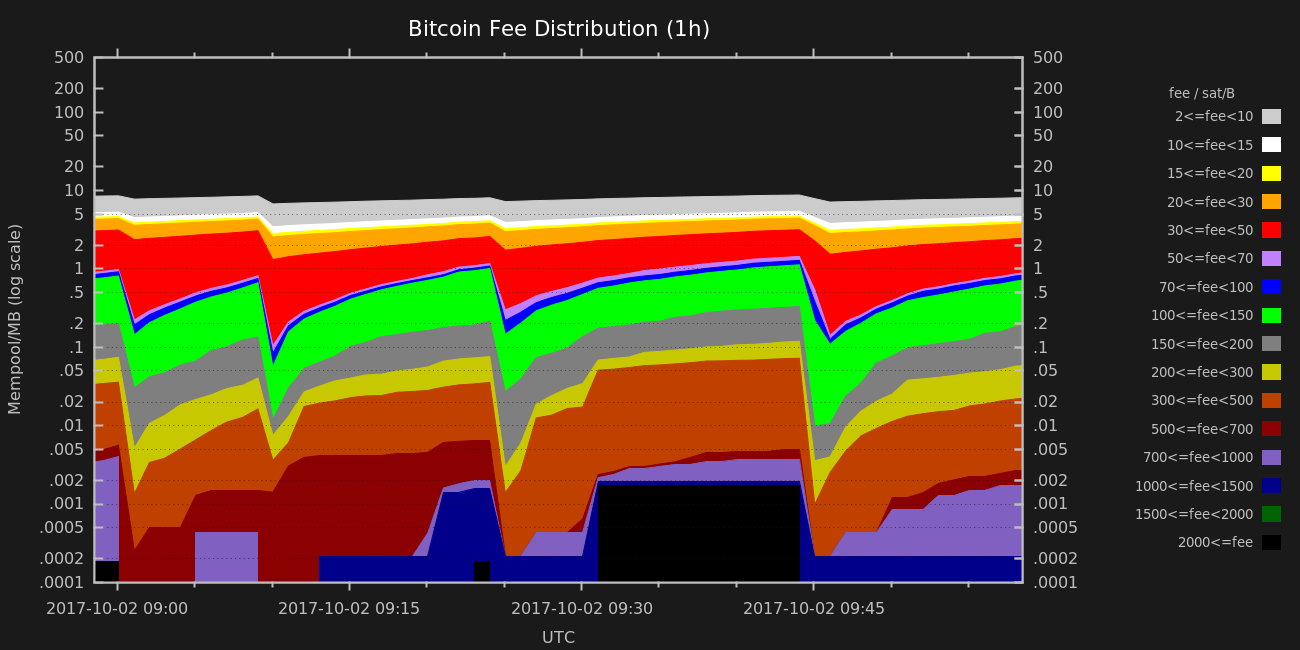 Bitcoin Fee Distribution (1h)
500
200
100
50
20
10
5
2
1
.5
.2
.1
.05
.02
.01
.005
.002
.001
.0005
.0002
.0001
Mempool/MB (log scale)
500
200
100
50
20
10
5
2
1
.5
.2
.1
.05
.02
.01
.005
.002
.001
.0005
.0002
.0001
2017-10-02 09:00
2017-10-02 09:15
2017-10-02 09:30
2017-10-02 09:45
UTC
fee / sat/B
2<=fee<10
10<=fee<15
15<=fee<20
20<=fee<30
30<=fee<50
50<=fee<70
70<=fee<100
100<=fee<150
150<=fee<200
200<=fee<300
300<=fee<500
500<=fee<700
700<=fee<1000
1000<=fee<1500
1500<=fee<2000
2000<=fee